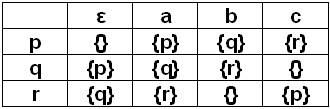 ε a b c
p {} {p} {q} {r}
q {p} {q} {r} {}
r {q} {r} {} {p}